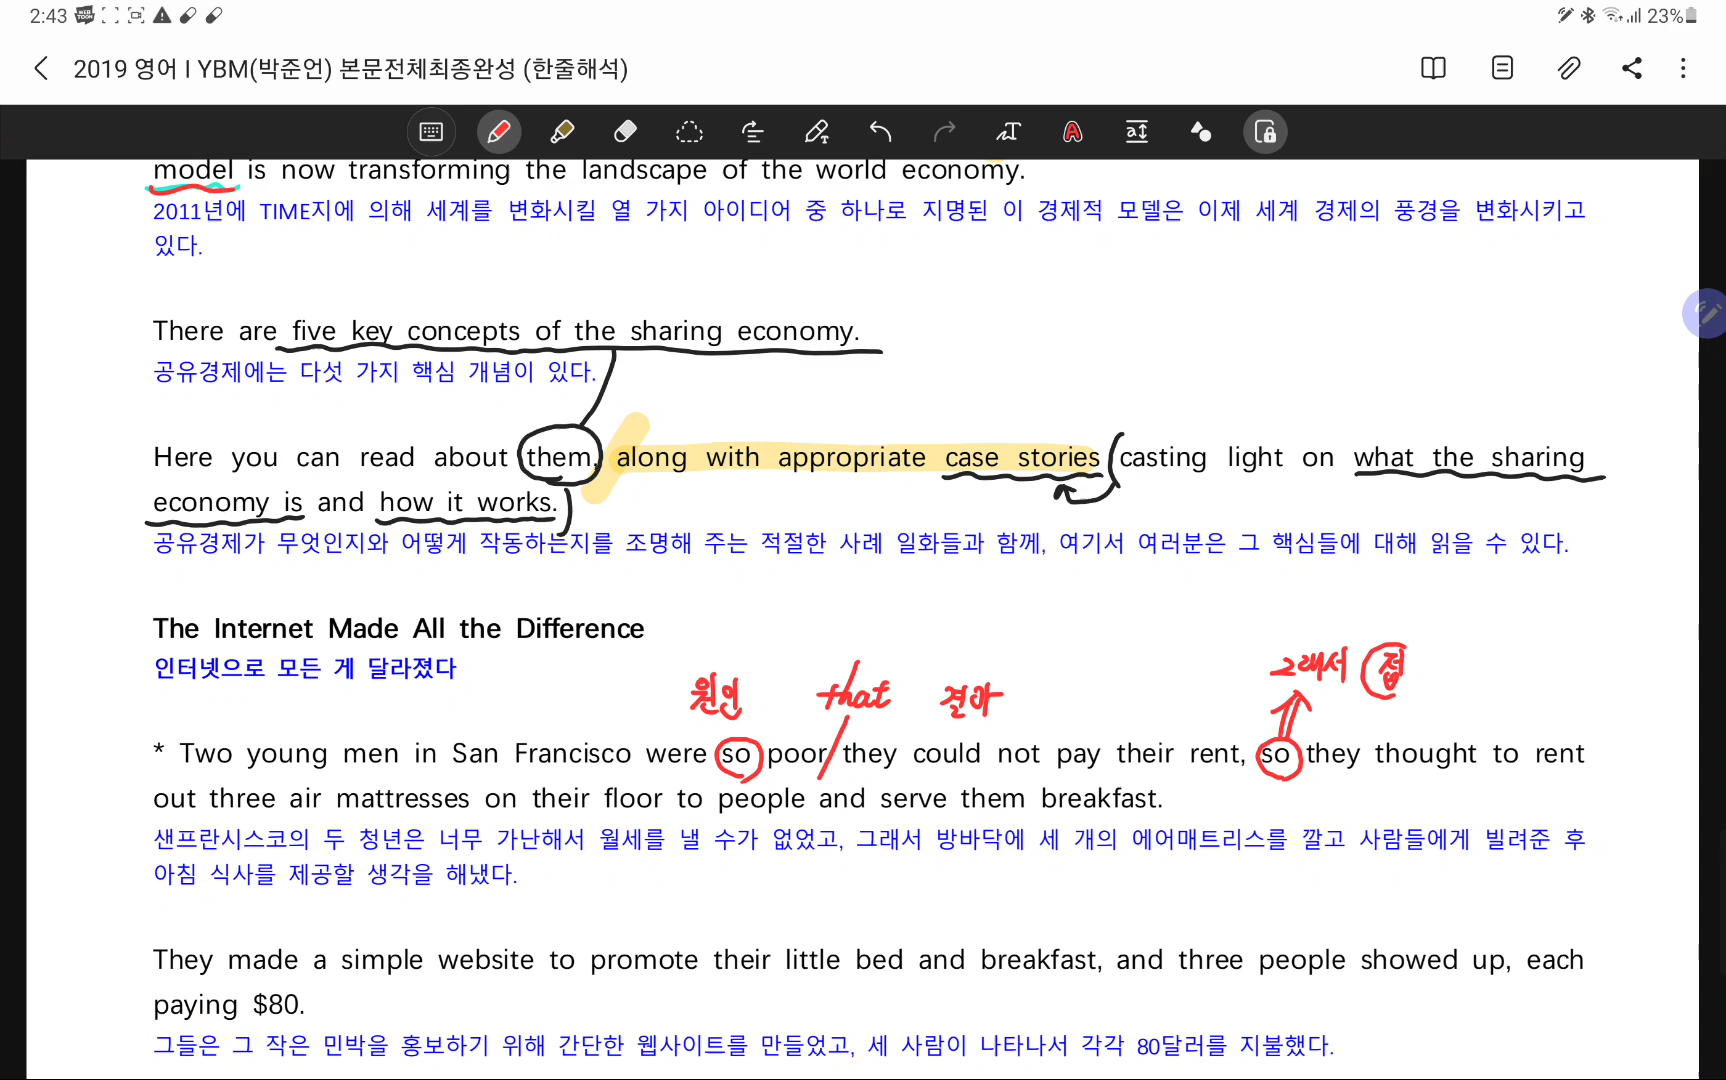 2:43
23%
2019 영어 I YBM(박준언) 본문전체최종완성 (한줄해석)
model is now transforming the landscape of the world economy.
2011년에 TIME지에 의해 세계를 변화시킬 열 가지 아이디어 중 하나로 지명된 이 경제적 모델은 이제 세계 경제의 풍경을 변화시키고
있다.
There are five key concepts of the sharing economy.
공유경제에는 다섯 가지 핵심 개념이 있다.
Here you can read about them, along with appropriate case stories casting light on what the sharing
economy is and how it works.
공유경제가 무엇인지와 어떻게 작동하는지를 조명해 주는 적절한 사례 일화들과 함께, 여기서 여러분은 그 핵심들에 대해 읽을 수 있다.
The Internet Made All the Difference
인터넷으로 모든 게 달라졌다
그래서 접
원인 that 결과
* Two young men in San Francisco were so poor they could not pay their rent, so they thought to rent
out three air mattresses on their floor to people and serve them breakfast.
샌프란시스코의 두 청년은 너무 가난해서 월세를 낼 수가 없었고, 그래서 방바닥에 세 개의 에어매트리스를 깔고 사람들에게 빌려준 후
아침 식사를 제공할 생각을 해냈다.
They made a simple website to promote their little bed and breakfast, and three people showed up, each
paying $80.
그들은 그 작은 민박을 홍보하기 위해 간단한 웹사이트를 만들었고, 세 사람이 나타나서 각각 80달러를 지불했다.